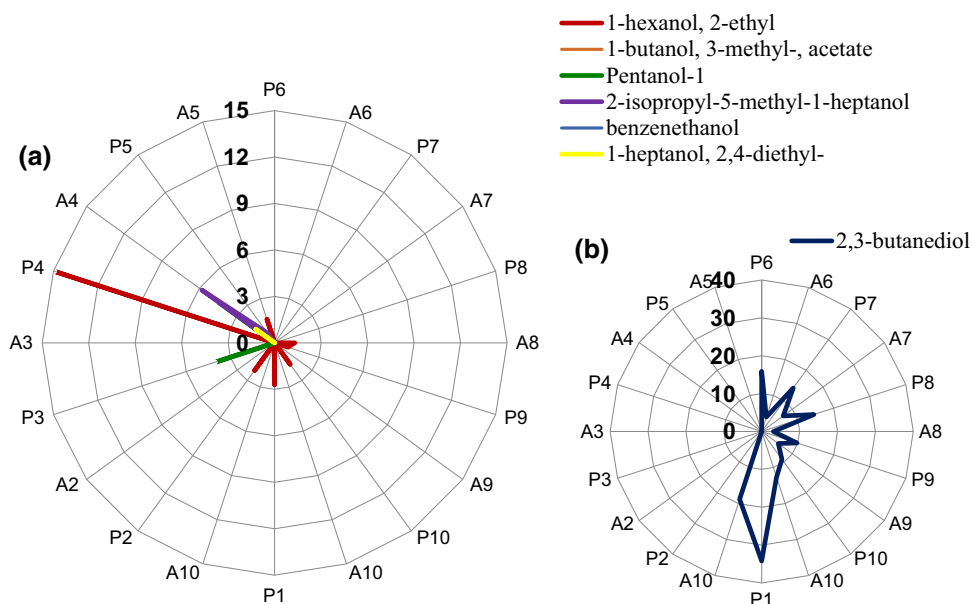 1-hexanol, 2-ethyl
1-butanol, 3-methyl-, acetate
Pentanol-1
2-isopropyl-5-methyl-1-heptanol
benzenethanol
1-heptanol, 2,4-diethyl-
(a)
P6
A6
P7
A7
P8
A8
P9
A9
P10
A10
P1
A10
P2
A2
P3
A3
P4
A4
P5
A5
15
12
9
6
3
0
(b)
2,3-butanediol
P6
A6
P7
A7
P8
A8
P9
A9
P10
A10
P1
A10
P2
A2
P3
A3
P4
A4
P5
A5
40
30
20
10
0